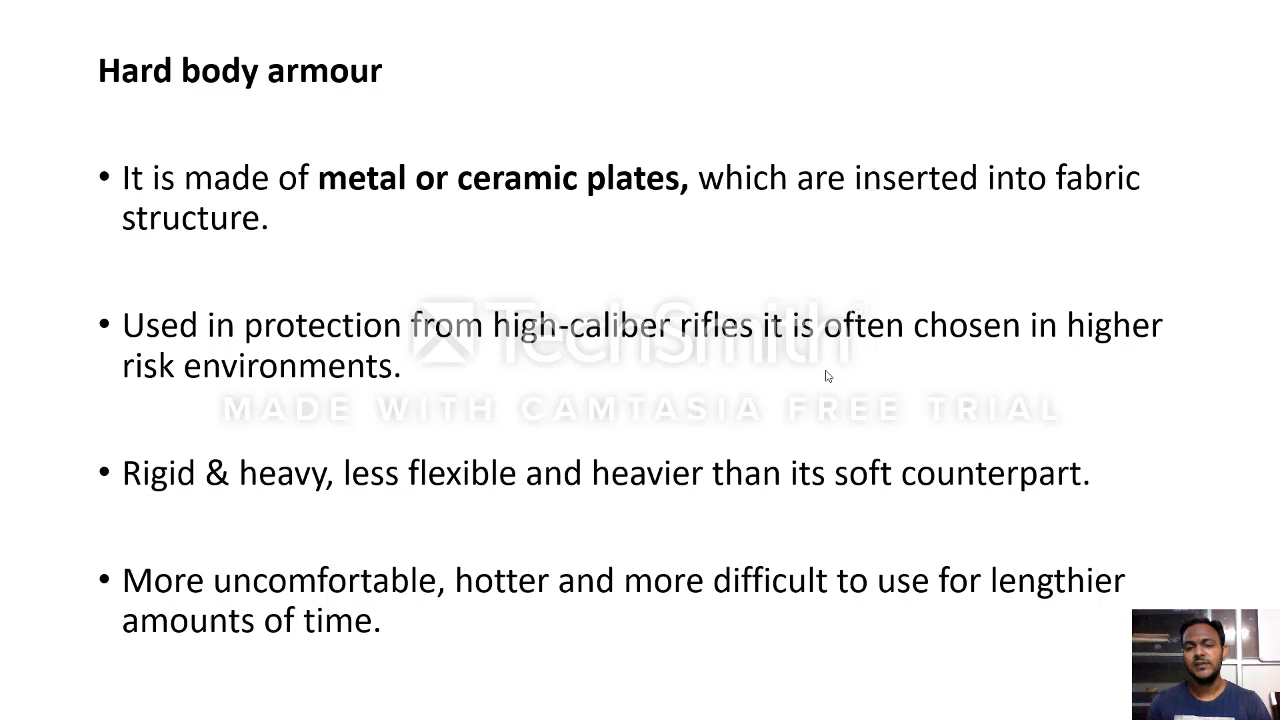 Hard body armour
• It is made of metal or ceramic plates, which are inserted into fabric
structure.
• Used in protection from high-caliber rifles it is often chosen in higher
risk environments.
TechSmith
MADE WITH CAMTASIA FREE TRIAL
• Rigid & heavy, less flexible and heavier than its soft counterpart.
• More uncomfortable, hotter and more difficult to use for lengthier
amounts of time.